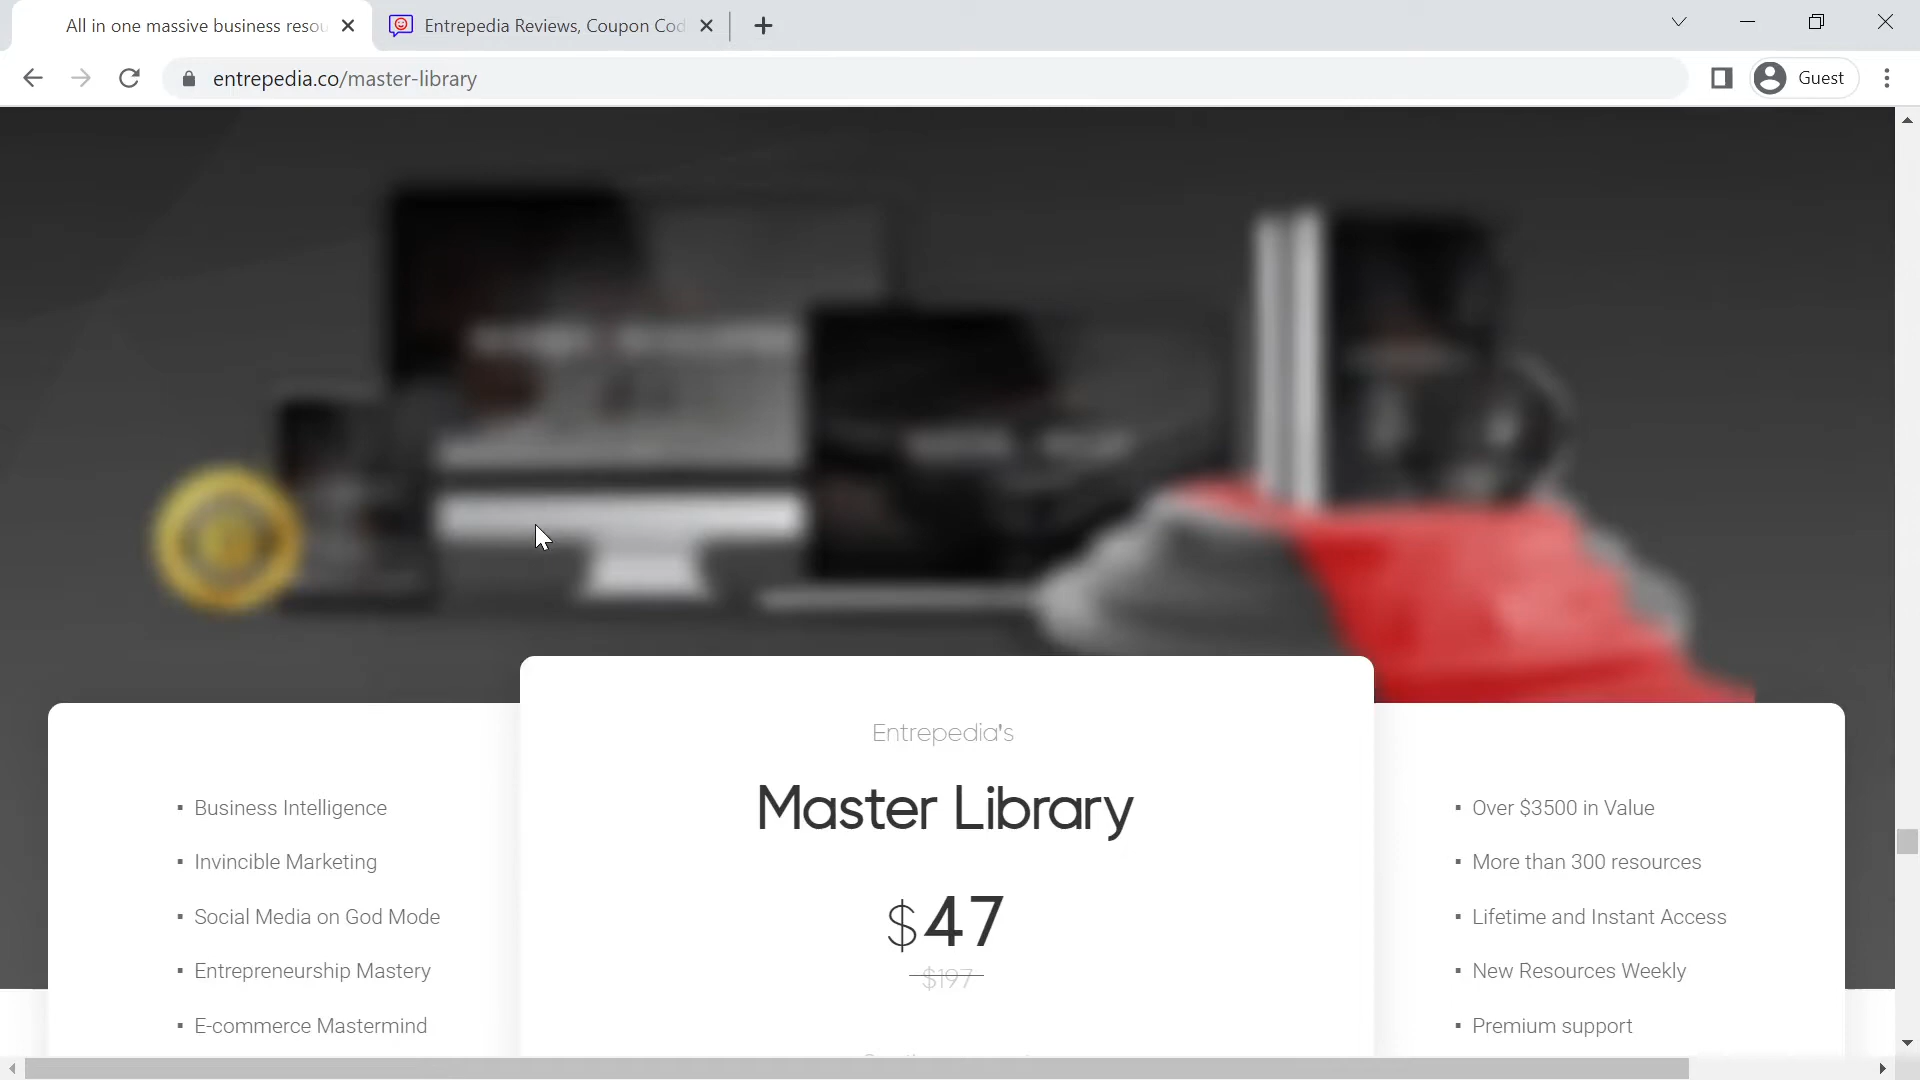 All in one massive business resou
Entrepedia Reviews, Coupon Cod
entrepedia.co/master-library
Guest
Entrepedia's
Master Library
$47
$197
▪ Business Intelligence
▪ Invincible Marketing
▪ Social Media on God Mode
▪ Entrepreneurship Mastery
▪ E-commerce Mastermind
▪ Over $3500 in Value
▪ More than 300 resources
▪ Lifetime and Instant Access
▪ New Resources Weekly
▪ Premium support